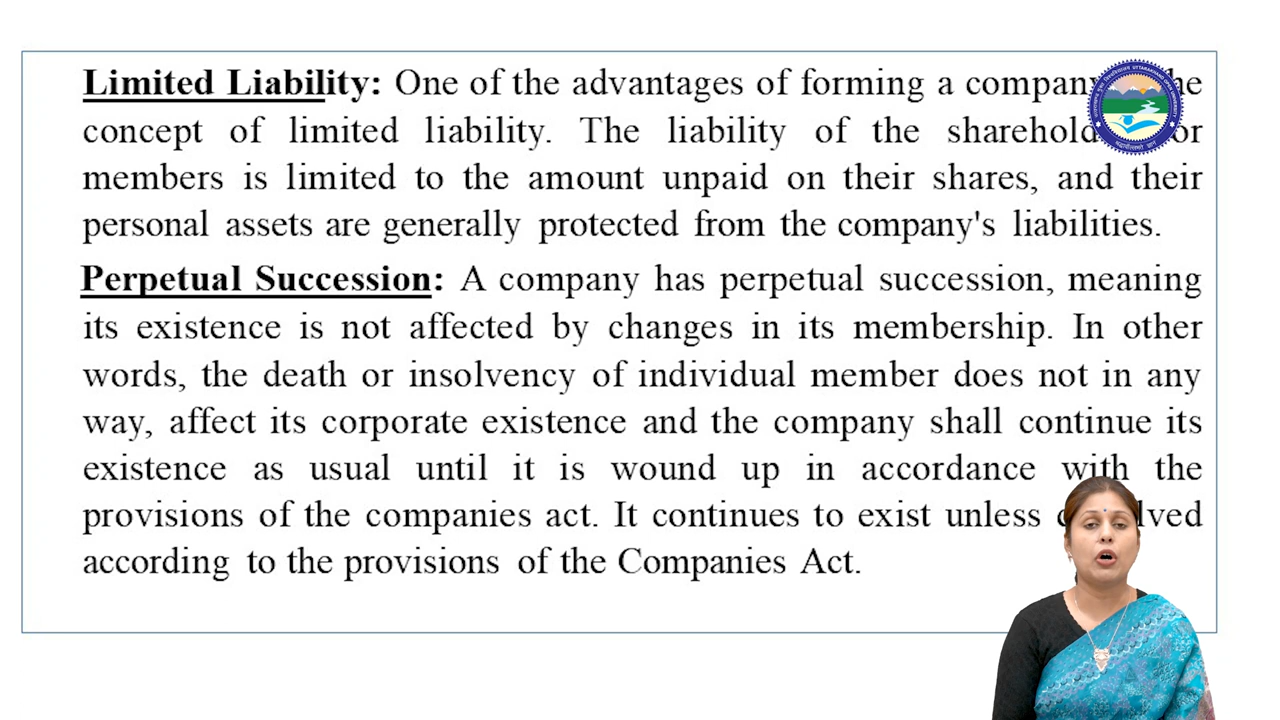 Limited Liability: One of the advantages of forming a company
concept of limited liability. The liability of the or
members is limited to the amount unpaid on their shares, and their
personal assets are generally protected from the company's liabilities.
Perpetual Succession: A company has perpetual succession, meaning
its existence is not affected by changes in its membership. In other
words, the death or insolvency of individual member does not in any
way, affect its corporate existence and the company shall continue its
existence as usual until it is wound up in accordance with the
provisions of the companies act. It continues to exist unless
according to the provisions of the Companies Act.